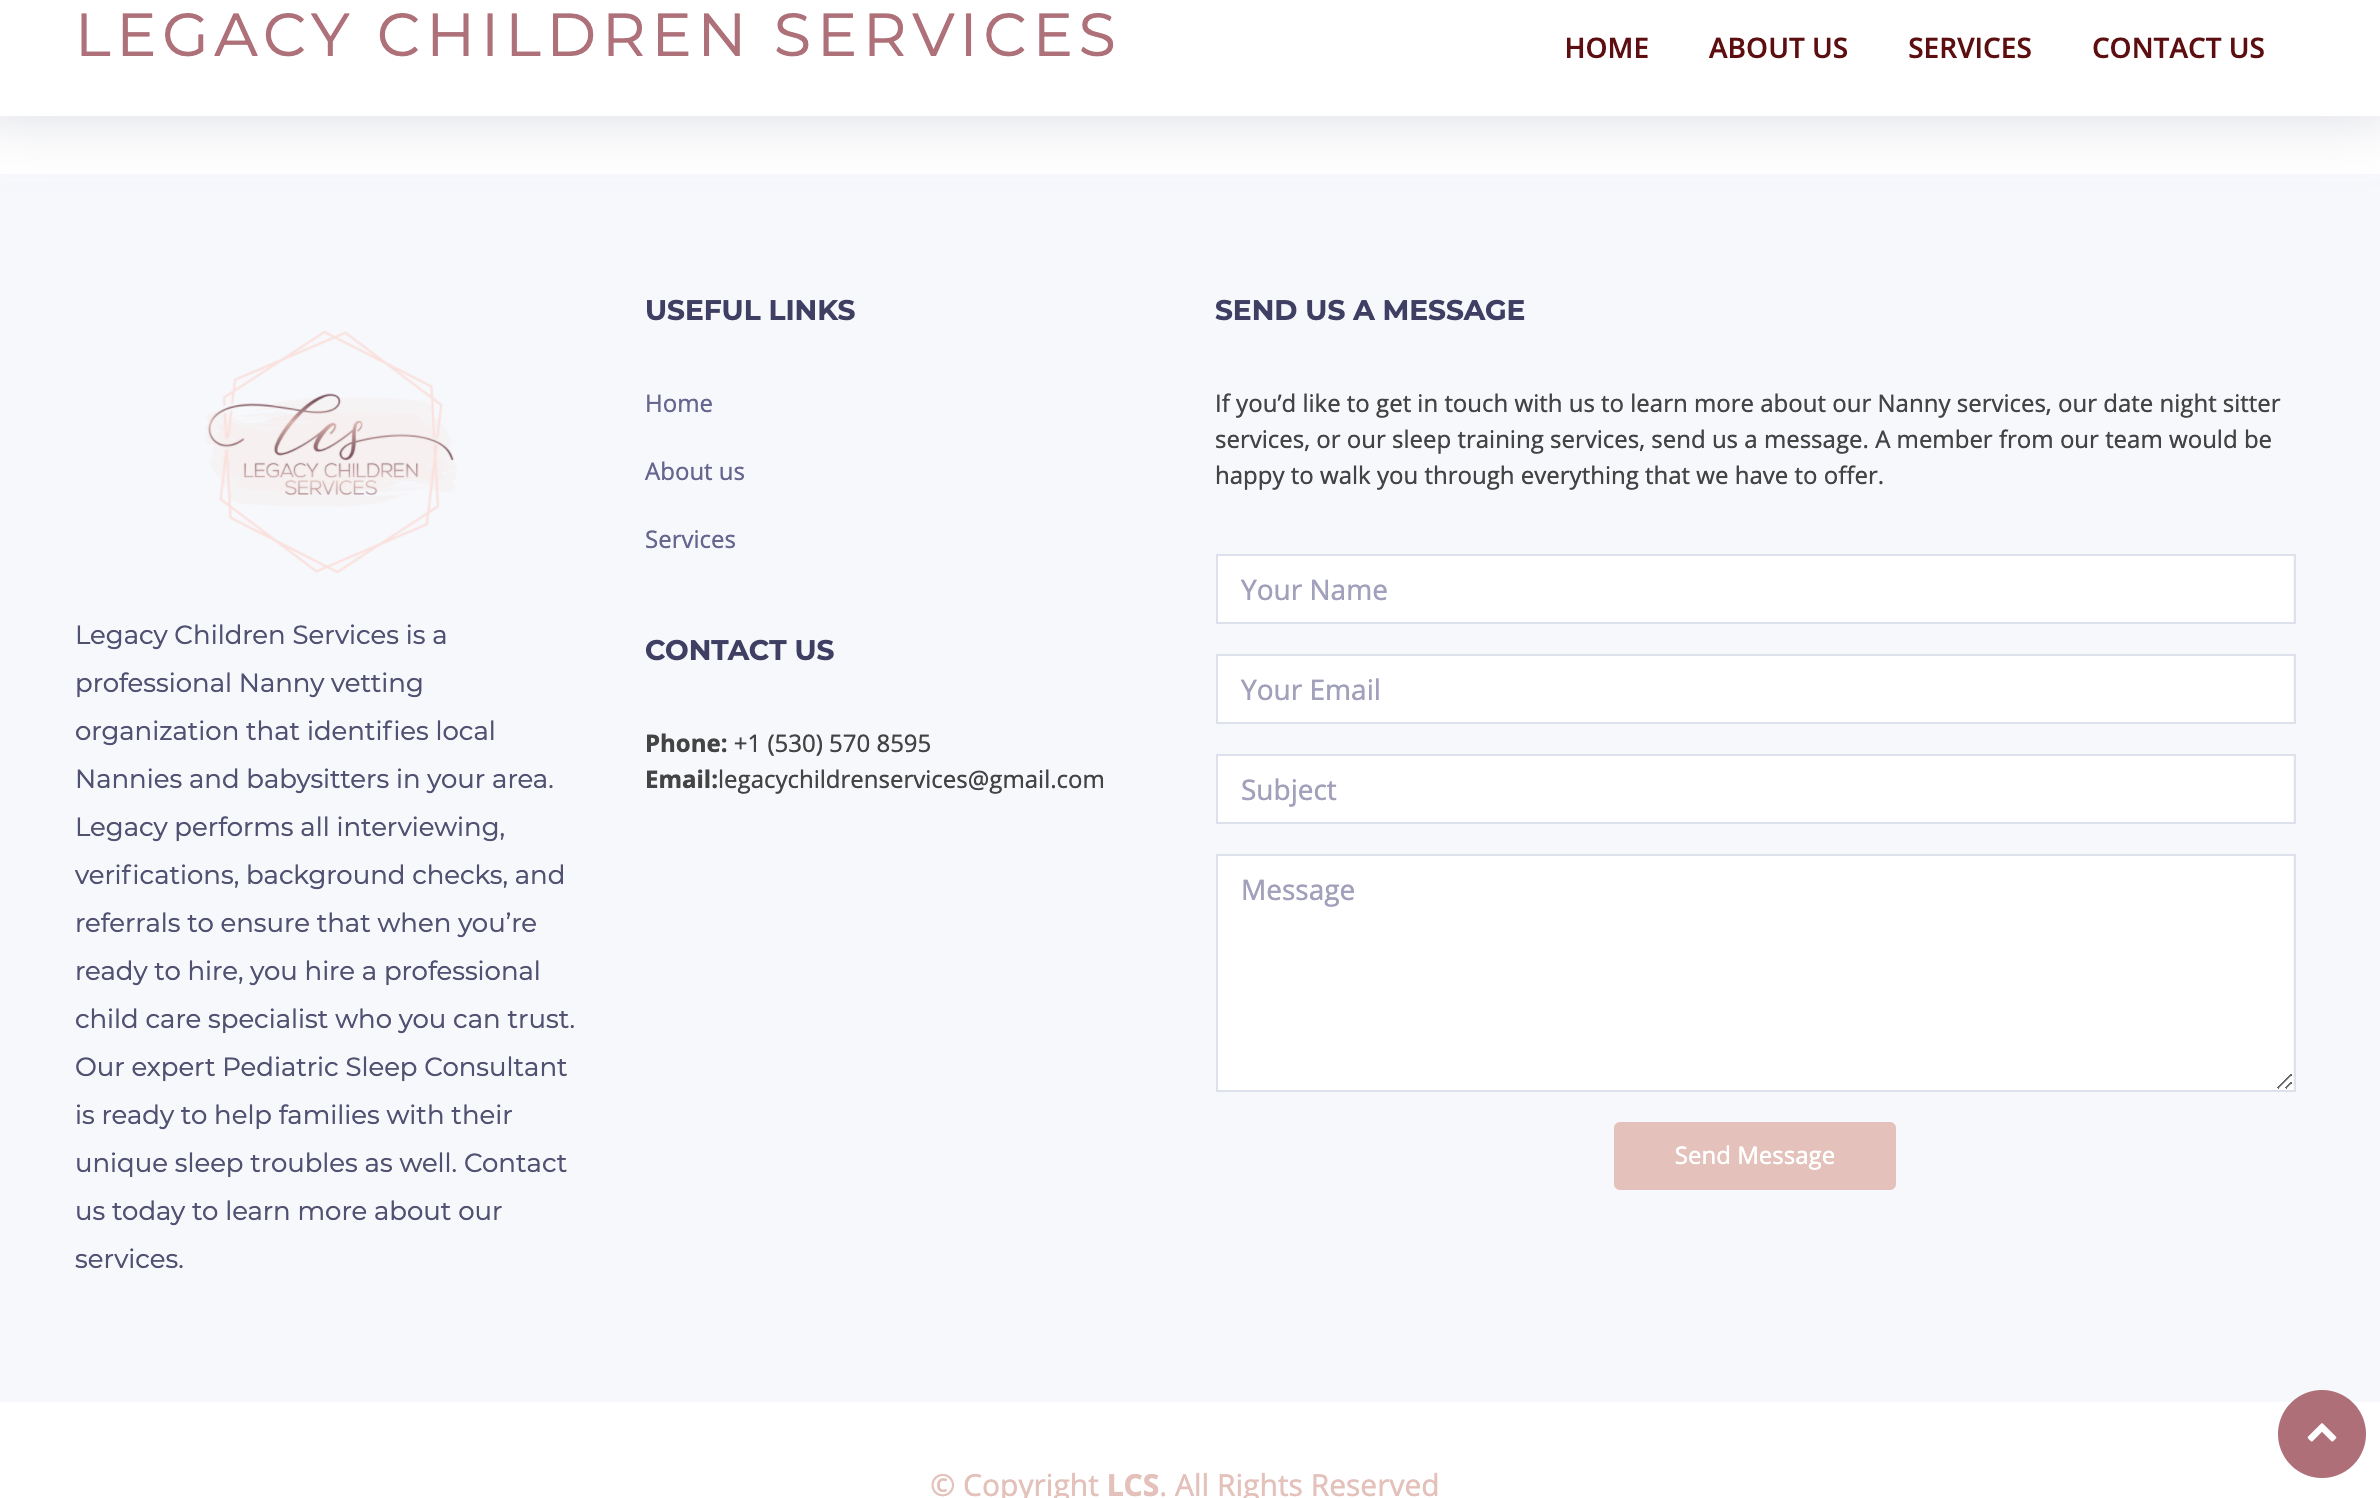 LEGACY CHILDREN SERVICES
HOME
ABOUT US
SERVICES
CONTACT US
lcs
LEGACY CHILDREN
SERVICES
Legacy Children Services is a
professional Nanny vetting
organization that identifies local
Nannies and babysitters in your area.
Legacy performs all interviewing,
verifications, background checks, and
referrals to ensure that when you’re
ready to hire, you hire a professional
child care specialist who you can trust.
Our expert Pediatric Sleep Consultant
is ready to help families with their
unique sleep troubles as well. Contact
us today to learn more about our
services.
USEFUL LINKS
Home
About us
Services
CONTACT US
Phone: +1 (530) 570 8595
Email:legacychildrenservices@gmail.com
SEND US A MESSAGE
If you’d like to get in touch with us to learn more about our Nanny services, our date night sitter
services, or our sleep training services, send us a message. A member from our team would be
happy to walk you through everything that we have to offer.
Your Name
Your Email
Subject
Message
Send Message
© Copyright LCS. All Rights Reserved